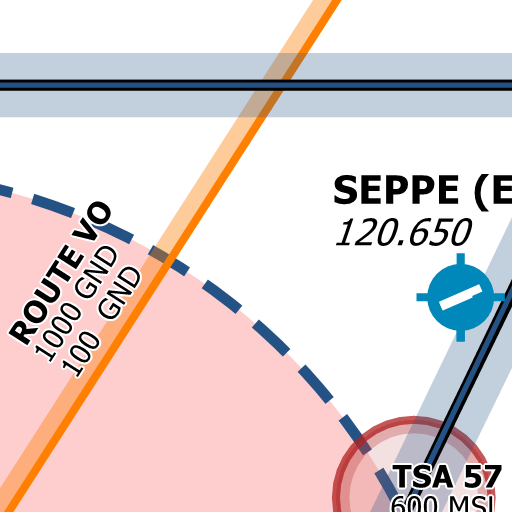 SEPPE (E
120.650
ROUTE VO
1000 GND
100 GND
TSA 57
600 MSL